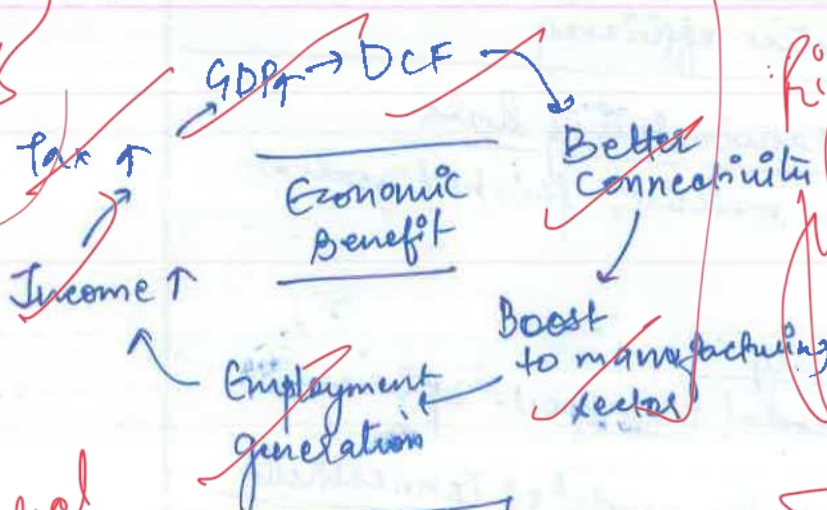 GDP↑ → DCF
Tax ↑
Better
Connectivity
Economic
Benefit
Income ↑
Boost
to manufacturing
sector
Employment
generation